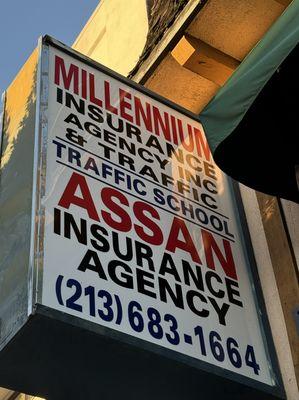 MILLENNIUM
INSURANCE
AGENCY INC
& TRAFFIC
TRAFFIC SCHOOL
ASSAN
INSURANCE
AGENCY
(213) 683-1664